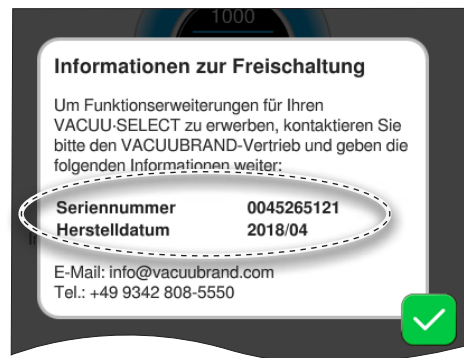 1000
Informationen zur Freischaltung
Um Funktionserweiterungen für Ihren
VACUU·SELECT zu erwerben, kontaktieren Sie
bitte den VACUUBRAND-Vertrieb und geben die
folgenden Informationen weiter:
Seriennummer 0045265121
Herstelldatum 2018/04
E-Mail: info@vacuubrand.com
Tel.: +49 9342 808-5550